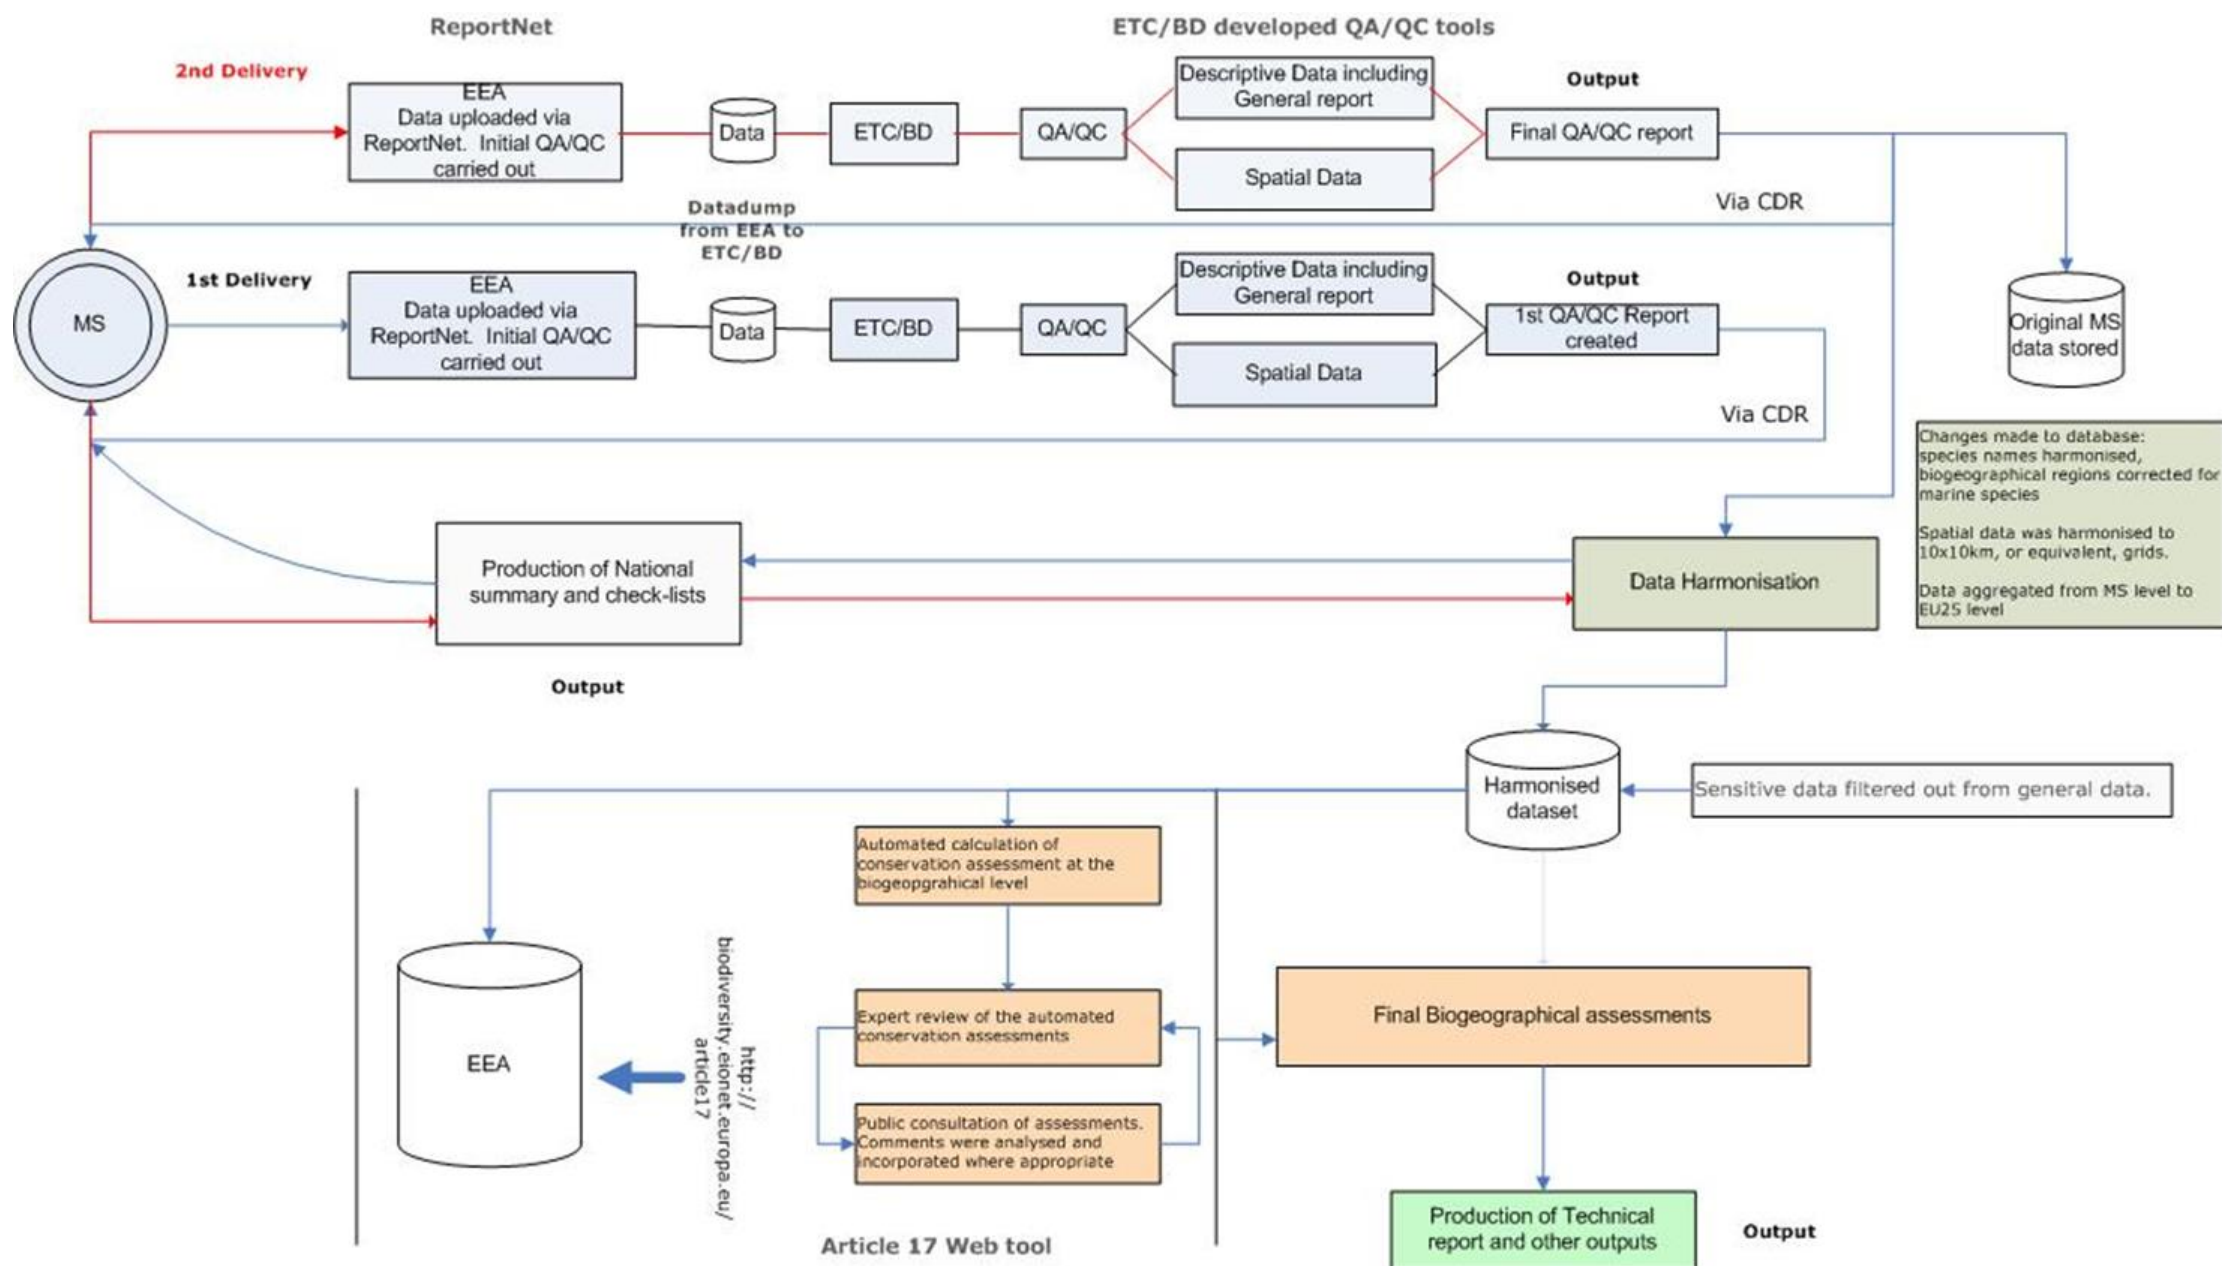 ReportNet
ETC/BD developed QA/QC tools
2nd Delivery
EEA
Data uploaded via
ReportNet.  Initial QA/QC
carried out
Data
ETC/BD
QA/QC
Descriptive Data including
General report
Spatial Data
Output
Final QA/QC report
Via CDR
Datadump
from EEA to
ETC/BD
MS
1st Delivery
EEA
Data uploaded via
ReportNet.  Initial QA/QC
carried out
Data
ETC/BD
QA/QC
Descriptive Data including
General report
Spatial Data
Output
1st QA/QC Report
created
Via CDR
Original MS
data stored
Changes made to database:
species names harmonised,
biogeographical regions corrected for
marine species
Spatial data was harmonised to
10x10km, or equivalent, grids.
Data aggregated from MS level to
EU25 level
Production of National
summary and check-lists
Output
Data Harmonisation
Harmonised
dataset
Sensitive data filtered out from general data.
Automated calculation of
conservation assessment at the
biogeopgrahical level
Expert review of the automated
conservation assessments
Public consultation of assessments.
Comments were analysed and
incorporated where appropriate
EEA
http://
biodiversity.eionet.europa.eu/
article17
Article 17 Web tool
Final Biogeographical assessments
Production of Technical
report and other outputs
Output